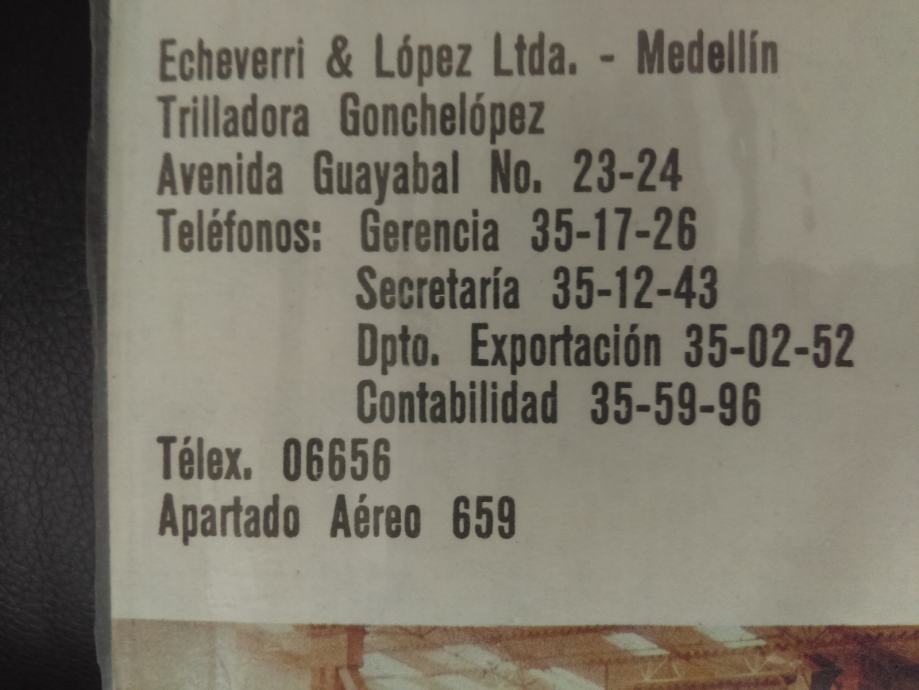 Echeverri & López Ltda. - Medellín
Trilladora Gonchelópez
Avenida Guayabal No. 23-24
Teléfonos: Gerencia 35-17-26
Secretaría 35-12-43
Dpto. Exportación 35-02-52
Contabilidad 35-59-96
Télex. 06656
Apartado Aéreo 659